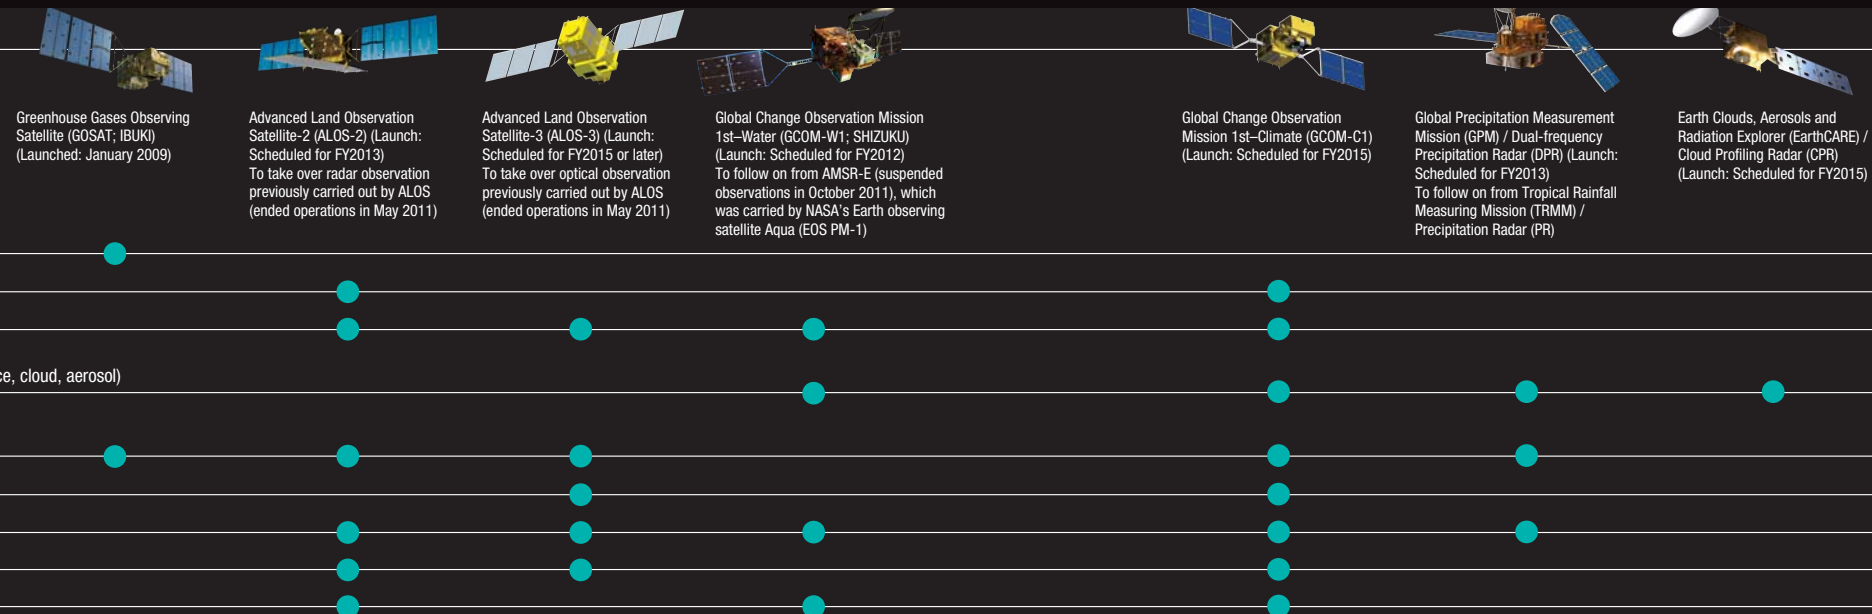 Greenhouse Gases Observing
Satellite (GOSAT; IBUKI)
(Launched: January 2009)
Advanced Land Observation
Satellite-2 (ALOS-2) (Launch:
Scheduled for FY2013)
To take over radar observation
previously carried out by ALOS
(ended operations in May 2011)
Advanced Land Observation
Satellite-3 (ALOS-3) (Launch:
Scheduled for FY2015 or later)
To take over optical observation
previously carried out by ALOS
(ended operations in May 2011)
Global Change Observation Mission
1st–Water (GCOM-W1; SHIZUKU)
(Launch: Scheduled for FY2012)
To follow on from AMSR-E (suspended
observations in October 2011), which
was carried by NASA's Earth observing
satellite Aqua (EOS PM-1)
Global Change Observation
Mission 1st–Climate (GCOM-C1)
(Launch: Scheduled for FY2015)
Global Precipitation Measurement
Mission (GPM) / Dual-frequency
Precipitation Radar (DPR) (Launch:
Scheduled for FY2013)
To follow on from Tropical Rainfall
Measuring Mission (TRMM) /
Precipitation Radar (PR)
Earth Clouds, Aerosols and
Radiation Explorer (EarthCARE) /
Cloud Profiling Radar (CPR)
(Launch: Scheduled for FY2015)
ce, cloud, aerosol)